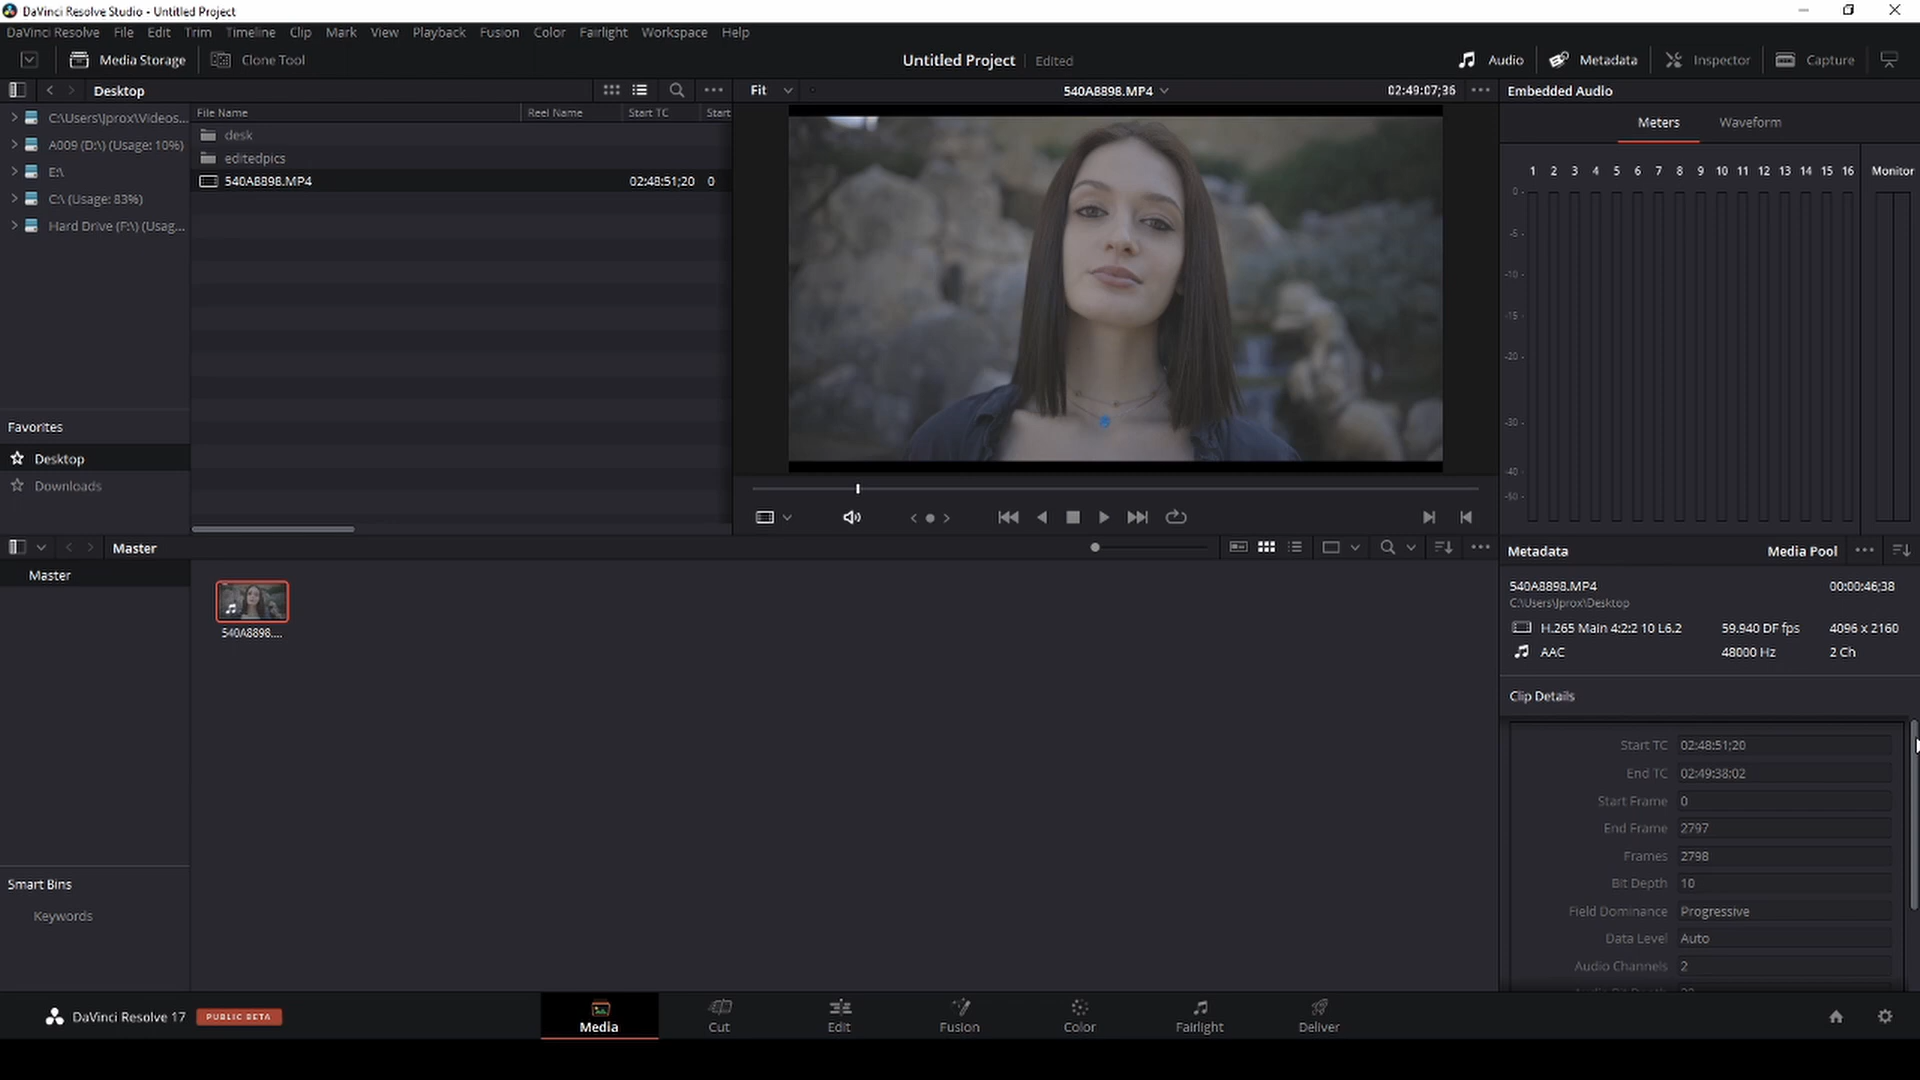 DaVinci Resolve Studio - Untitled Project
DaVinci Resolve File Edit Trim Timeline Clip Mark View Playback Fusion Color Fairlight Workspace Help
Media Storage Clone Tool Untitled Project Edited Audio Metadata Inspector Capture
Desktop Fit 540A8898.MP4 02:49:07;36 Embedded Audio
File Name Reel Name Start TC Start
Meters Waveform
C:\Users\Jprox\Videos...
A009 (D:\) (Usage: 10%)
E:\
C:\ (Usage: 83%)
Hard Drive (F:\) (Usag...
desk
editedpics
540A8898.MP4 02:48:51;20 0
1 2 3 4 5 6 7 8 9 10 11 12 13 14 15 16 Monitor
0
-5
-10
-15
-20
-30
-40
-50
Favorites
Desktop
Downloads
Master
Master
540A8898....
Smart Bins
Keywords
Metadata Media Pool
540A8898.MP4 00:00:46;38
C:\Users\Jprox\Desktop
H.265 Main 4:2:2 10 L6.2 59.940 DF fps 4096 x 2160
AAC 48000 Hz 2 Ch
Clip Details
Start TC 02:48:51;20
End TC 02:49:38;02
Start Frame 0
End Frame 2797
Frames 2798
Bit Depth 10
Field Dominance Progressive
Data Level Auto
Audio Channels 2
DaVinci Resolve 17 PUBLIC BETA
Media Cut Edit Fusion Color Fairlight Deliver